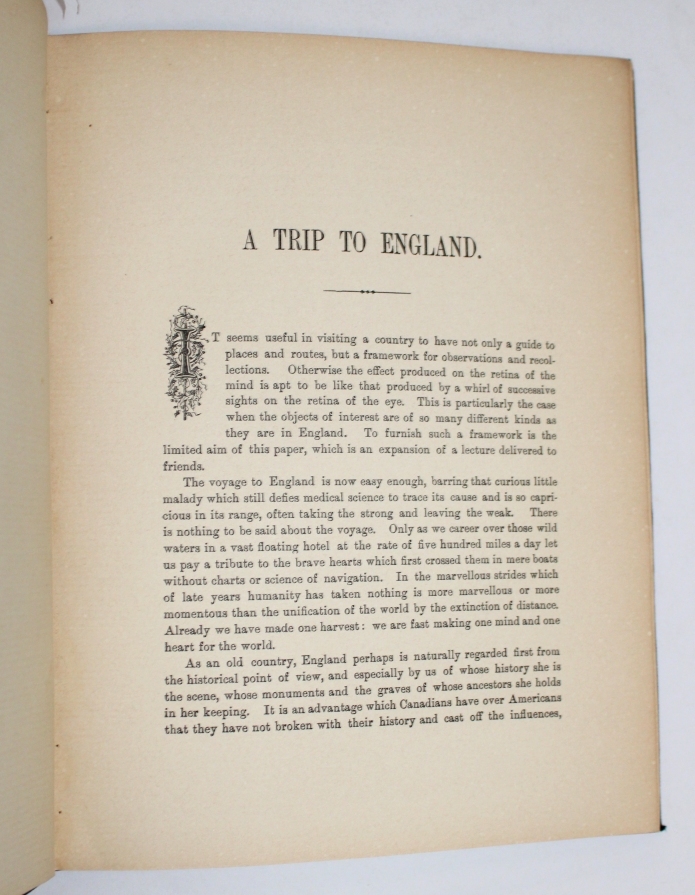 A TRIP TO ENGLAND.
IT seems useful in visiting a country to have not only a guide to
places and routes, but a framework for observations and recol-
lections. Otherwise the effect produced on the retina of the
mind is apt to be like that produced by a whirl of successive
sights on the retina of the eye. This is particularly the case
when the objects of interest are of so many different kinds as
they are in England. To furnish such a framework is the
limited aim of this paper, which is an expansion of a lecture delivered to
friends.
The voyage to England is now easy enough, barring that curious little
malady which still defies medical science to trace its cause and is so capri-
cious in its range, often taking the strong and leaving the weak. There
is nothing to be said about the voyage. Only as we career over those wild
waters in a vast floating hotel at the rate of five hundred miles a day let
us pay a tribute to the brave hearts which first crossed them in mere boats
without charts or science of navigation. In the marvellous strides which
of late years humanity has taken nothing is more marvellous or more
momentous than the unification of the world by the extinction of distance.
Already we have made one harvest: we are fast making one mind and one
heart for the world.
As an old country, England perhaps is naturally regarded first from
the historical point of view, and especially by us of whose history she is
the scene, whose monuments and the graves of whose ancestors she holds
in her keeping. It is an advantage which Canadians have over Americans
that they have not broken with their history and cast off the influences,